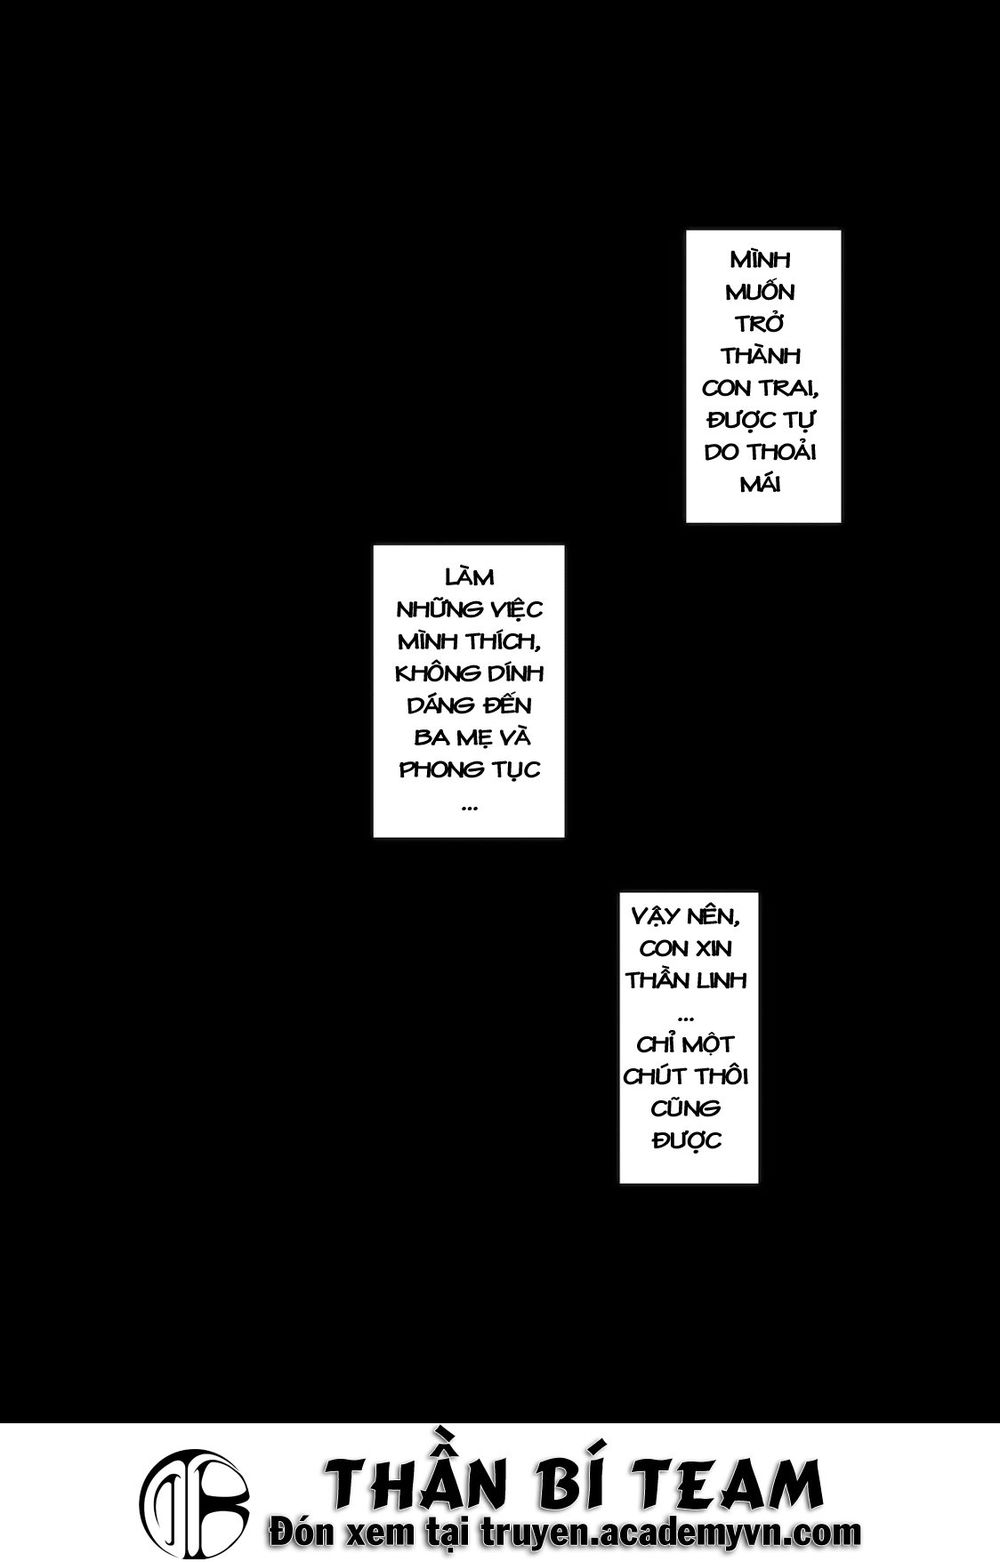 MÌNH
MUỐN
TRỞ
THÀNH
CON TRAI,
ĐƯỢC TỰ
DO THOẢI
MÁI
LÀM
NHỮNG VIỆC
MÌNH THÍCH,
KHÔNG DÍNH
DÁNG ĐẾN
BA MẸ VÀ
PHONG TỤC
...
VẬY NÊN,
CON XIN
THẦN LINH
...
CHỈ MỘT
CHÚT THÔI
CŨNG
ĐƯỢC
THẦN BÍ TEAM
Đón xem tại truyen.academyvn.com